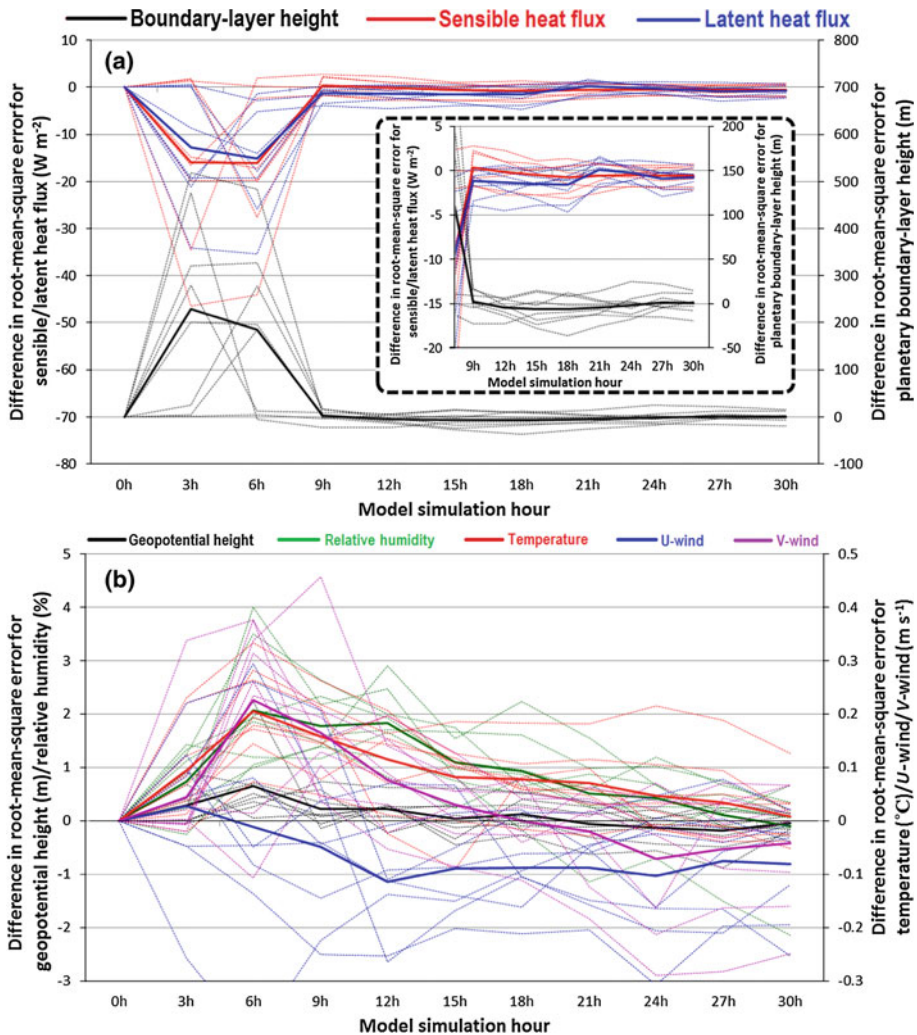 Boundary-layer height Sensible heat flux Latent heat flux
(a)
Difference in root-mean-square error for
sensible/latent heat flux (W m-2)
10
0
-10
-20
-30
-40
-50
-60
-70
-80
800
700
600
500
400
300
200
100
0
-100
Difference in root-mean-square error for
planetary boundary-layer height (m)
0h 3h 6h 9h 12h 15h 18h 21h 24h 27h 30h
Model simulation hour
Difference in root-mean-square error for
sensible/latent heat flux (W m-2)
5
0
-5
-10
-15
-20
200
150
100
50
0
-50
Difference in root-mean-square error for
planetary boundary-layer height (m)
9h 12h 15h 18h 21h 24h 27h 30h
Model simulation hour
Geopotential height Relative humidity Temperature U-wind V-wind
(b)
Difference in root-mean-square error for
geopotential height (m)/relative humidity (%)
5
4
3
2
1
0
-1
-2
-3
0.5
0.4
0.3
0.2
0.1
0
-0.1
-0.2
-0.3
Difference in root-mean-square error for
temperature (°C)/U-wind/V-wind (m s-1)
0h 3h 6h 9h 12h 15h 18h 21h 24h 27h 30h
Model simulation hour